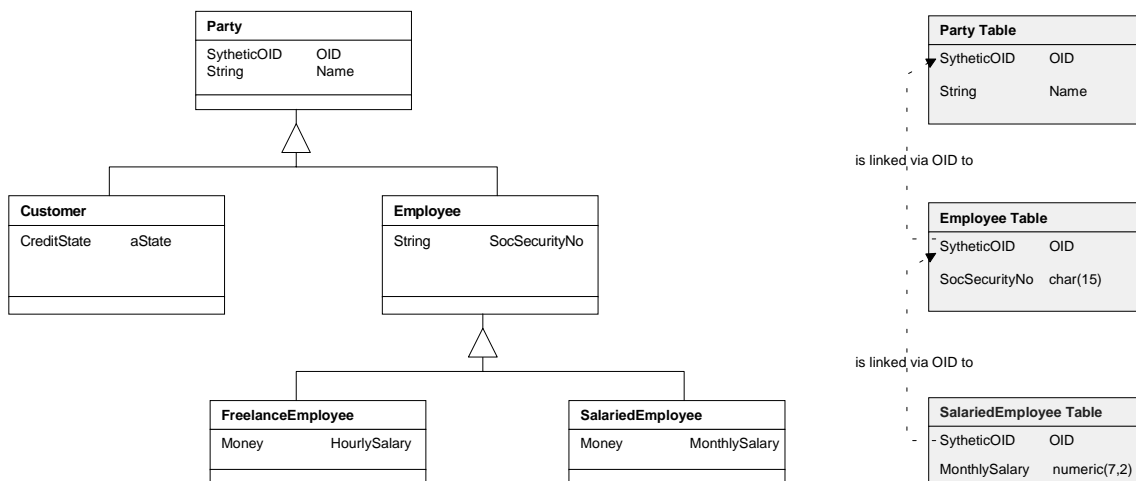 Party
SytheticOID OID
String Name
Customer
CreditState aState
Employee
String SocSecurityNo
FreelanceEmployee
Money HourlySalary
SalariedEmployee
Money MonthlySalary
Party Table
SytheticOID OID
String Name
is linked via OID to
Employee Table
SytheticOID OID
SocSecurityNo char(15)
is linked via OID to
SalariedEmployee Table
SytheticOID OID
MonthlySalary numeric(7,2)